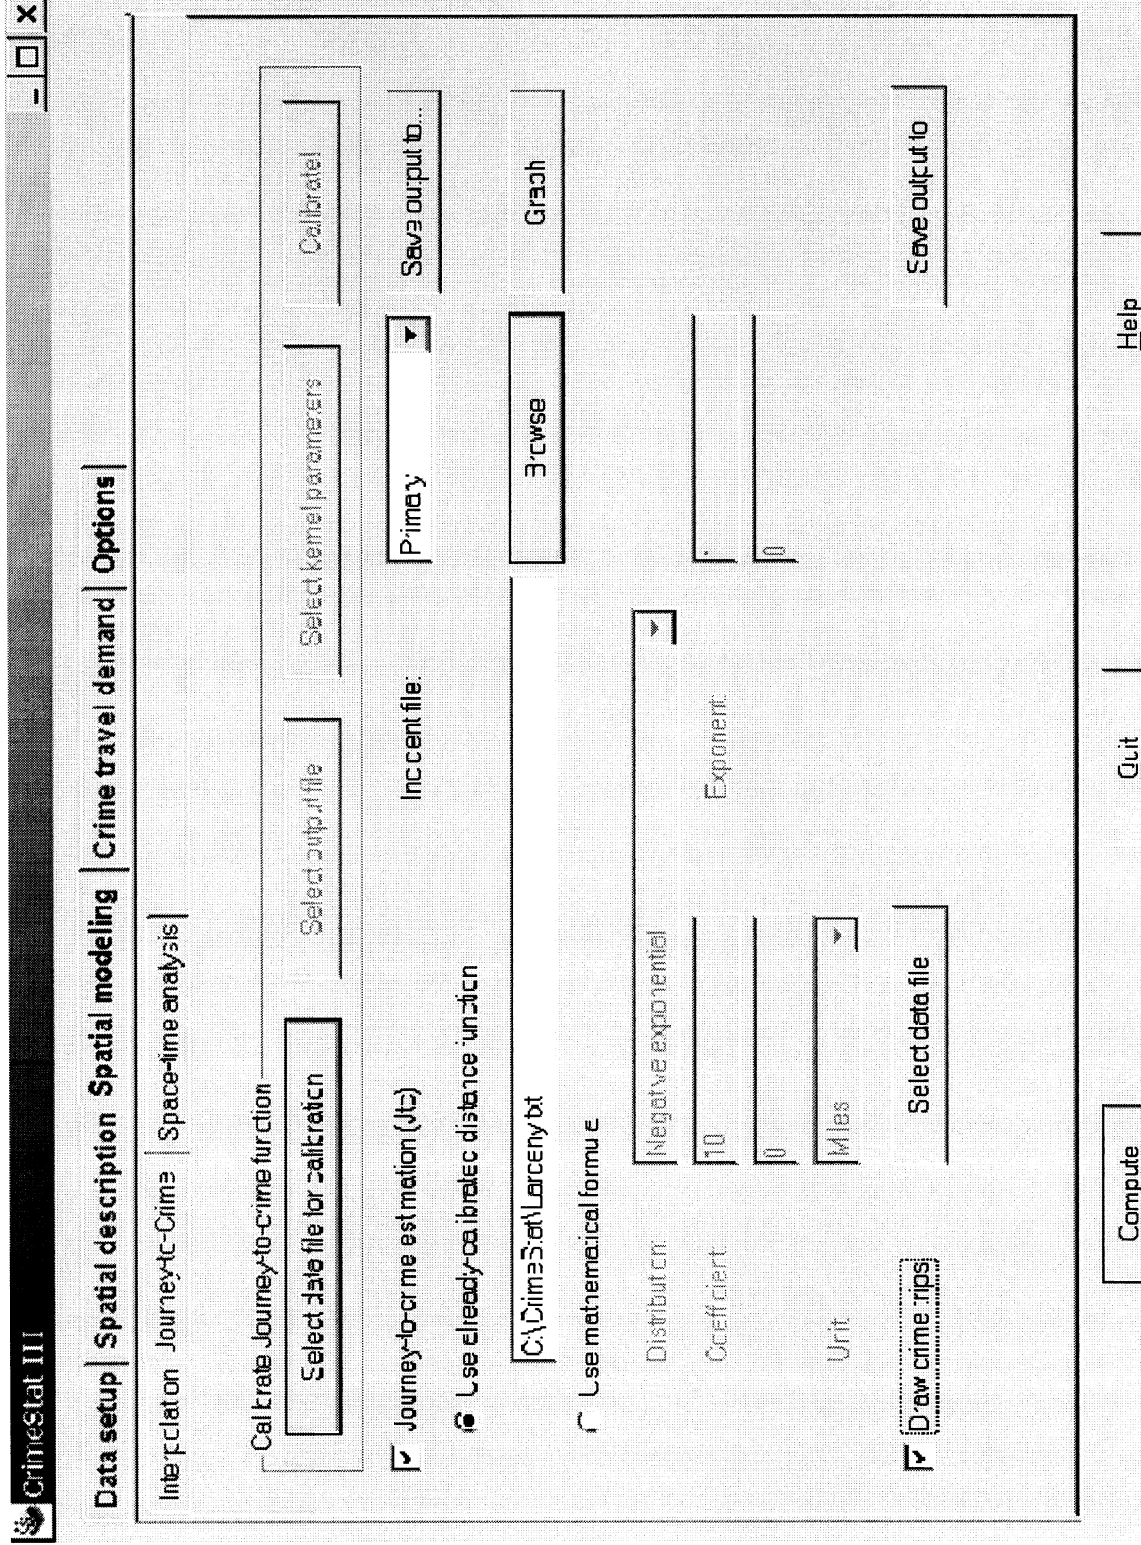 CrimeStat III
Data setup Spatial description Spatial modeling Crime travel demand Options
Interpolation Journey-to-Crime Space-time analysis
Calibrate Journey-to-crime function
Select data file for calibration Select output file Select kernel parameters Calibrate!
Journey-to-crime estimation (Jtc) Incident file: Primary Save output to...
Use already-calibrated distance function
C:\CrimeStat\Larceny.txt Browse Graph
Use mathematical formula
Distribution: Negative exponential
Coefficient: 10 Exponent:
0 0
Unit: Miles
Draw crime trips: Select data file Save output to
Compute Quit Help